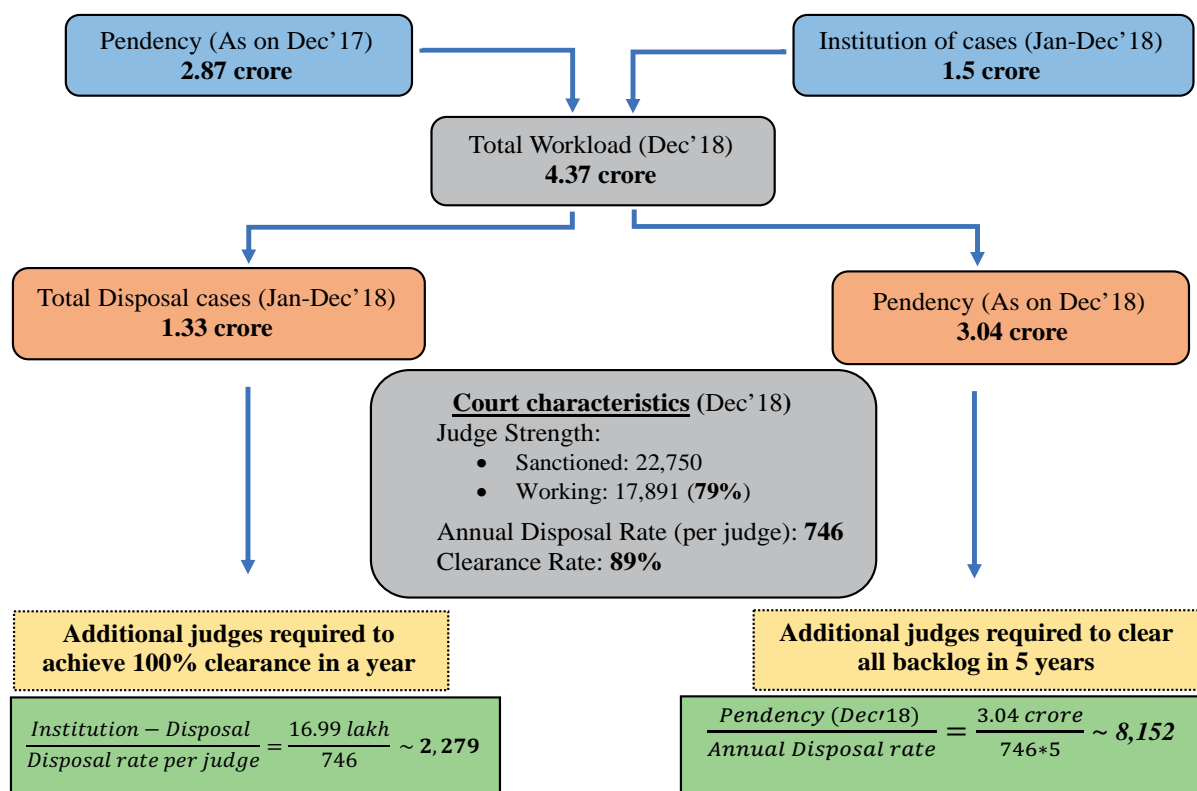 Pendency (As on Dec’17)
2.87 crore
Institution of cases (Jan-Dec’18)
1.5 crore
Total Workload (Dec’18)
4.37 crore
Total Disposal cases (Jan-Dec’18)
1.33 crore
Pendency (As on Dec’18)
3.04 crore
Court characteristics (Dec’18)
Judge Strength:
• Sanctioned: 22,750
• Working: 17,891 (79%)
Annual Disposal Rate (per judge): 746
Clearance Rate: 89%
Additional judges required to
achieve 100% clearance in a year
Institution − Disposal
Disposal rate per judge
=
16.99 lakh
746
~ 2,279
Additional judges required to clear
all backlog in 5 years
Pendency (Dec′18)
Annual Disposal rate
=
3.04 crore
746*5
~ 8,152